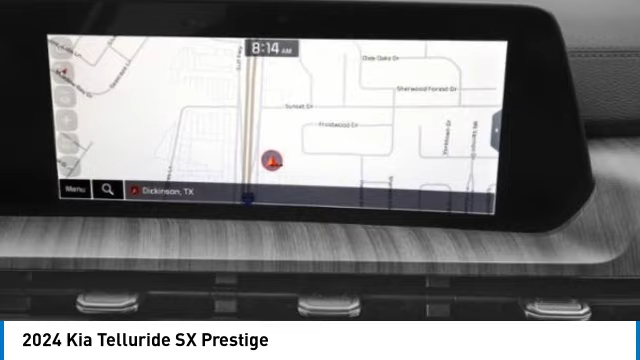 8:14 AM
Dixie Oaks Dr
Sherwood Forest Dr
Sunset Dr
Frostwood Dr
Menu
Dickinson, TX
2024 Kia Telluride SX Prestige